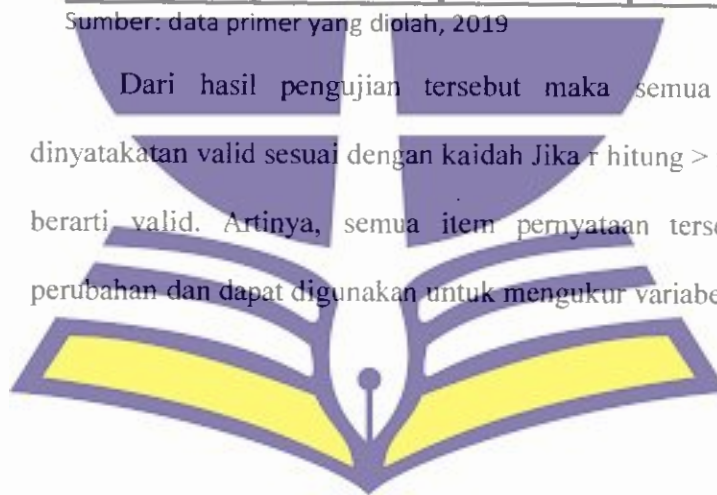 Sumber: data primer yang diolah, 2019
Dari hasil pengujian tersebut maka semua
dinyatakatan valid sesuai dengan kaidah Jika r hitung >
berarti valid. Artinya, semua item pernyataan terse
perubahan dan dapat digunakan untuk mengukur variabe